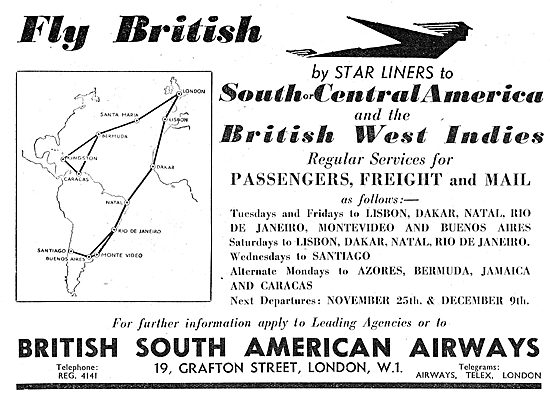 Fly British
by STAR LINERS to
South or Central America
and the
British West Indies
Regular Services for
PASSENGERS, FREIGHT and MAIL
as follows:—
Tuesdays and Fridays to LISBON, DAKAR, NATAL, RIO
DE JANEIRO, MONTEVIDEO AND BUENOS AIRES
Saturdays to LISBON, DAKAR, NATAL, RIO DE JANEIRO.
Wednesdays to SANTIAGO
Alternate Mondays to AZORES, BERMUDA, JAMAICA
AND CARACAS
Next Departures: NOVEMBER 25th. & DECEMBER 9th.
LONDON
SANTA MARIA
LISBON
BERMUDA
KINGSTON
CARACAS
DAKAR
NATAL
RIO DE JANEIRO
SANTIAGO
BUENOS AIRES
MONTE VIDEO
For further information apply to Leading Agencies or to
BRITISH SOUTH AMERICAN AIRWAYS
Telephone:
REG. 4141
19, GRAFTON STREET, LONDON, W.1.
Telegrams:
AIRWAYS, TELEX, LONDON